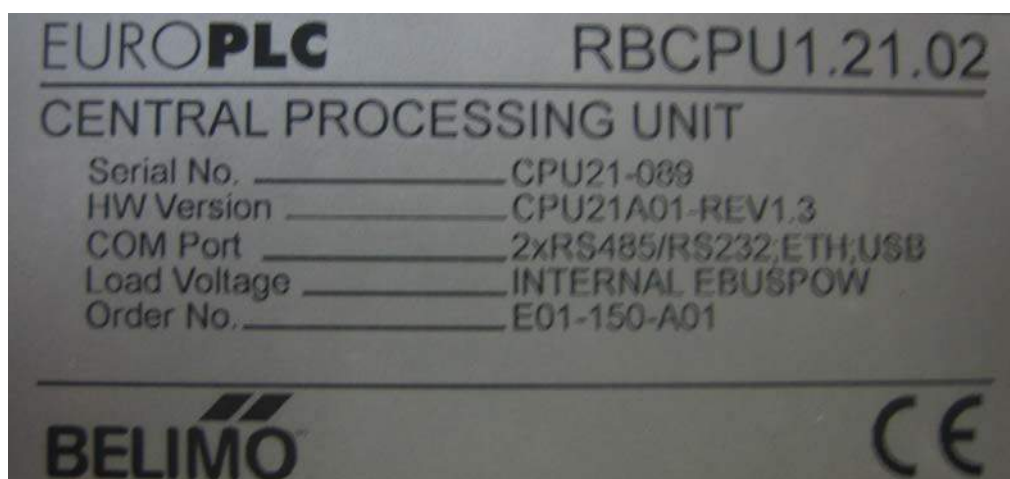 EUROPLC RBCPU1.21.02
CENTRAL PROCESSING UNIT
Serial No. CPU21-089
HW Version CPU21A01-REV1.3
COM Port 2xRS485/RS232;ETH;USB
Load Voltage INTERNAL EBUSPOW
Order No. E01-150-A01
BELIMO CE